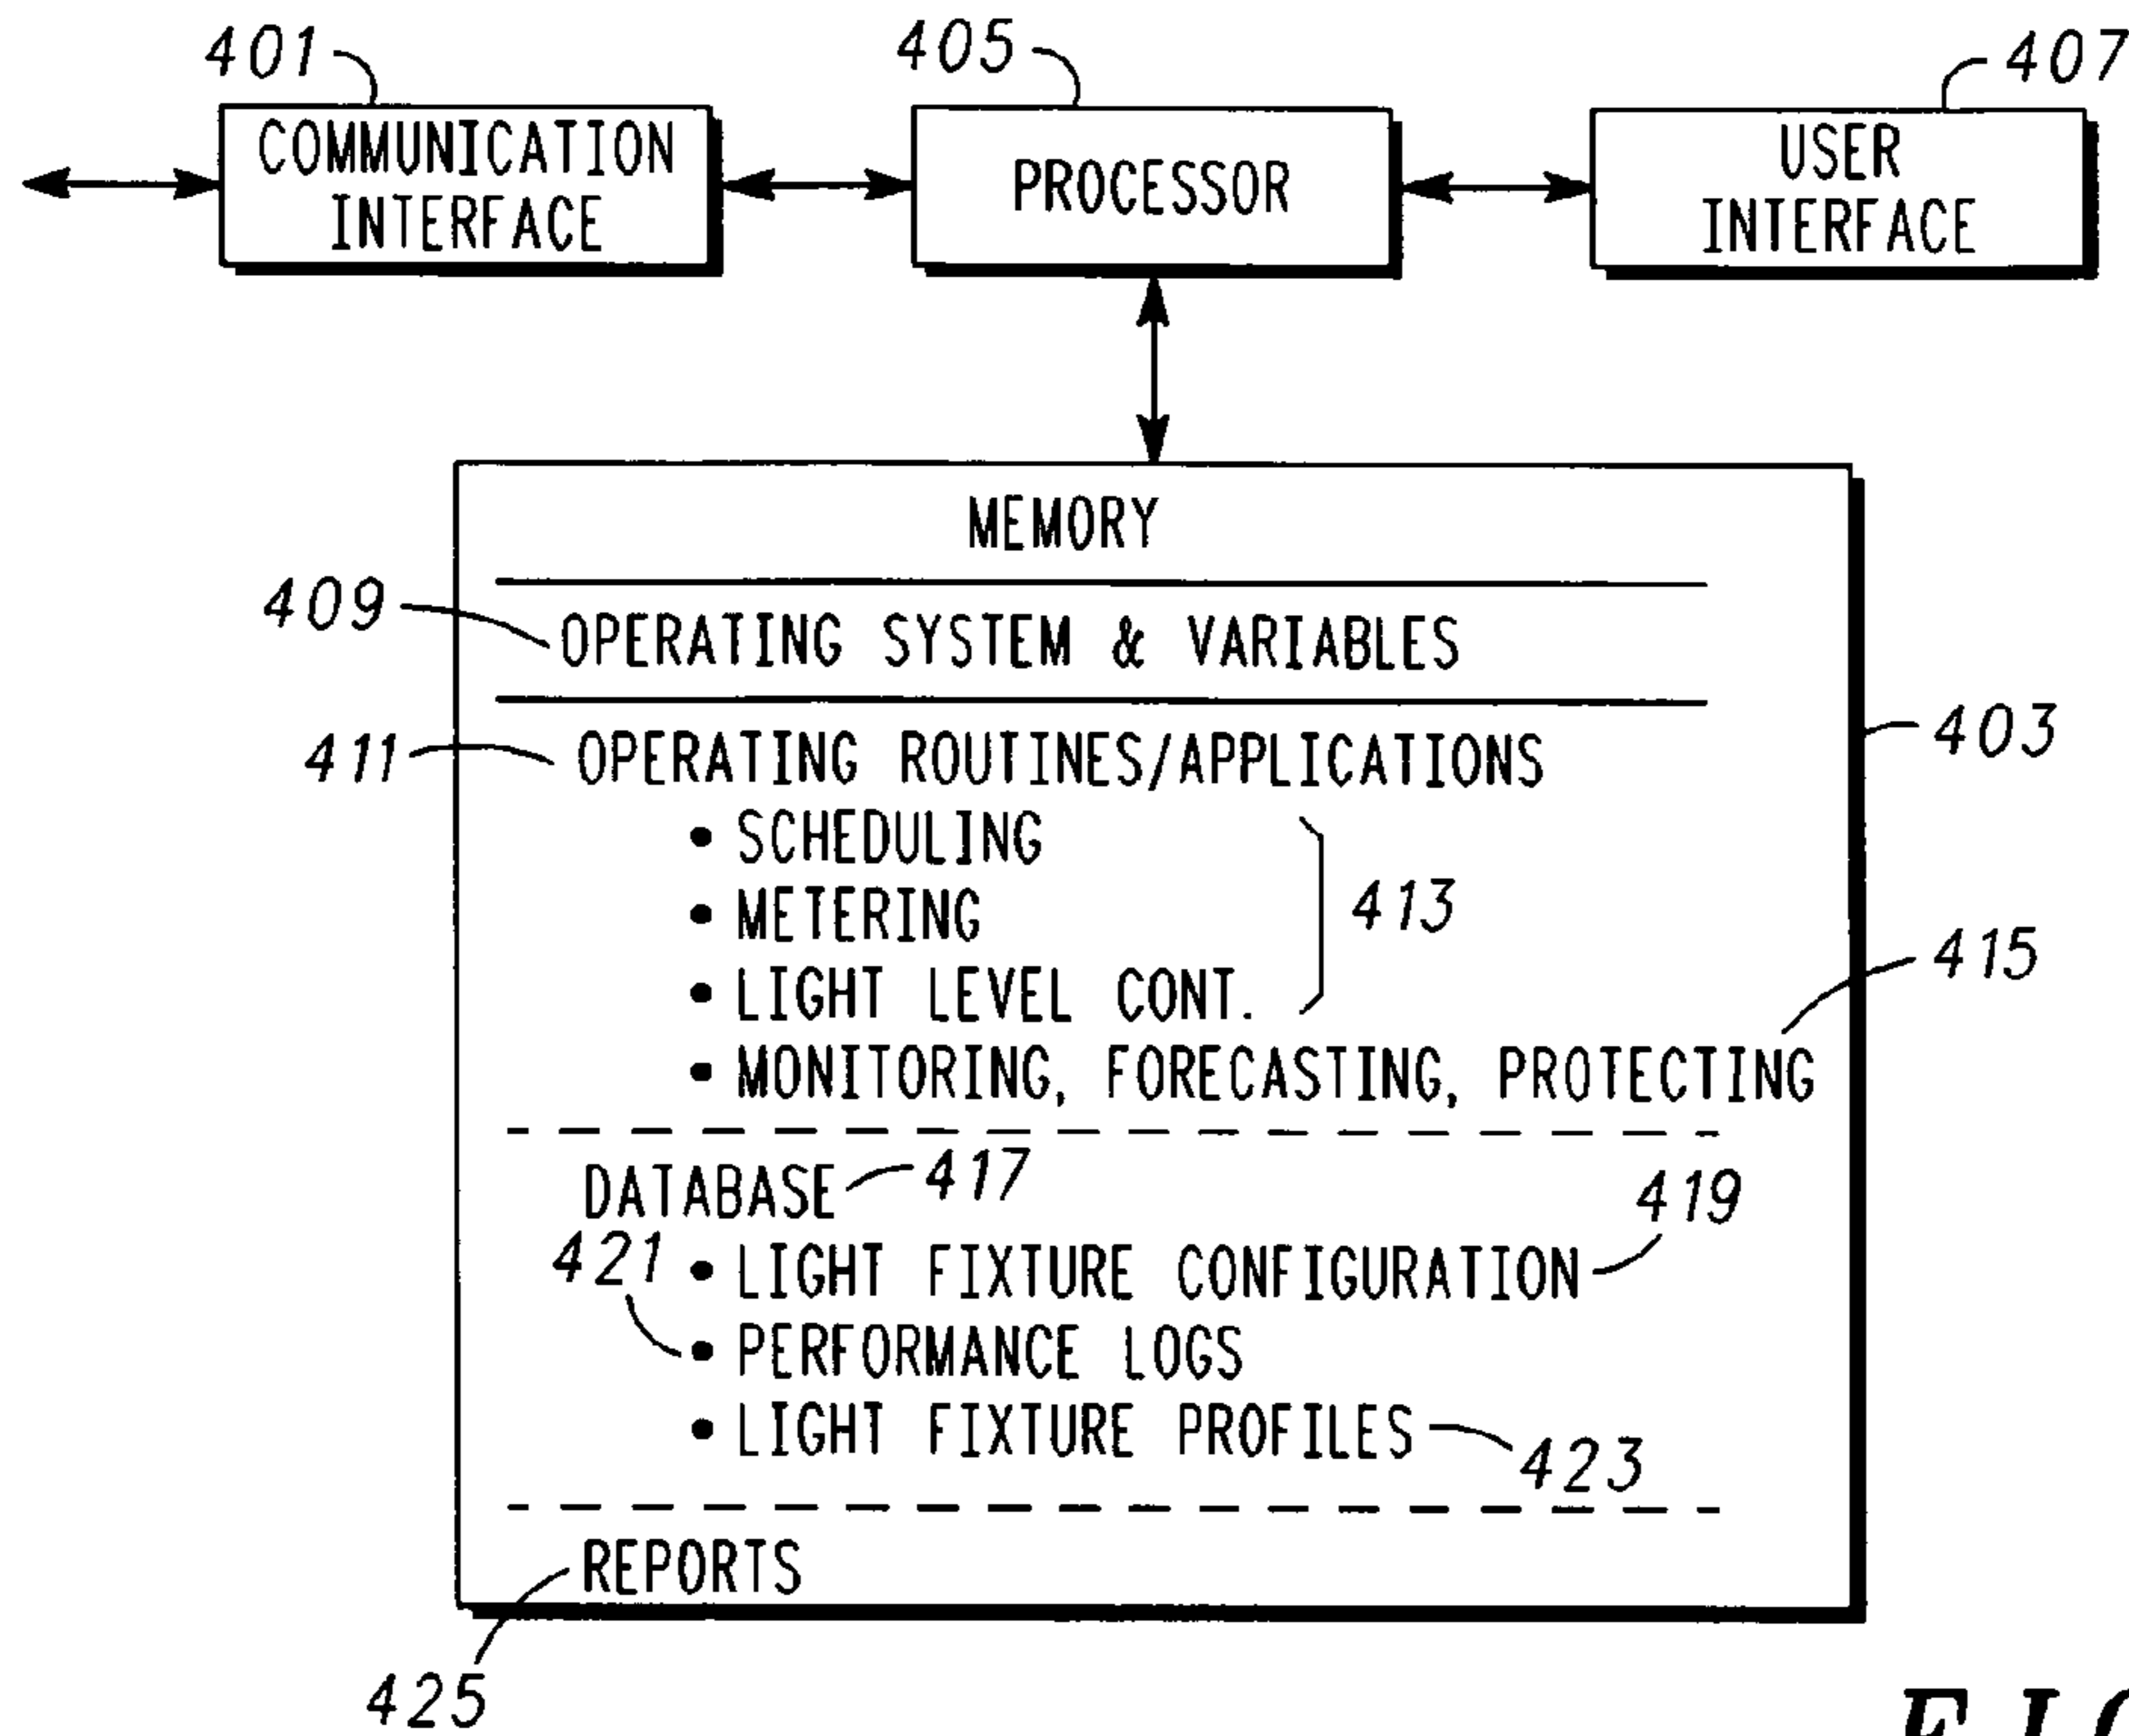 401
405
407
COMMUNICATION
INTERFACE
PROCESSOR
USER
INTERFACE
MEMORY
409
OPERATING SYSTEM & VARIABLES
403
411
OPERATING ROUTINES/APPLICATIONS
• SCHEDULING
• METERING
413
• LIGHT LEVEL CONT.
415
• MONITORING, FORECASTING, PROTECTING
DATABASE
417
419
421
• LIGHT FIXTURE CONFIGURATION
• PERFORMANCE LOGS
• LIGHT FIXTURE PROFILES
423
REPORTS
425